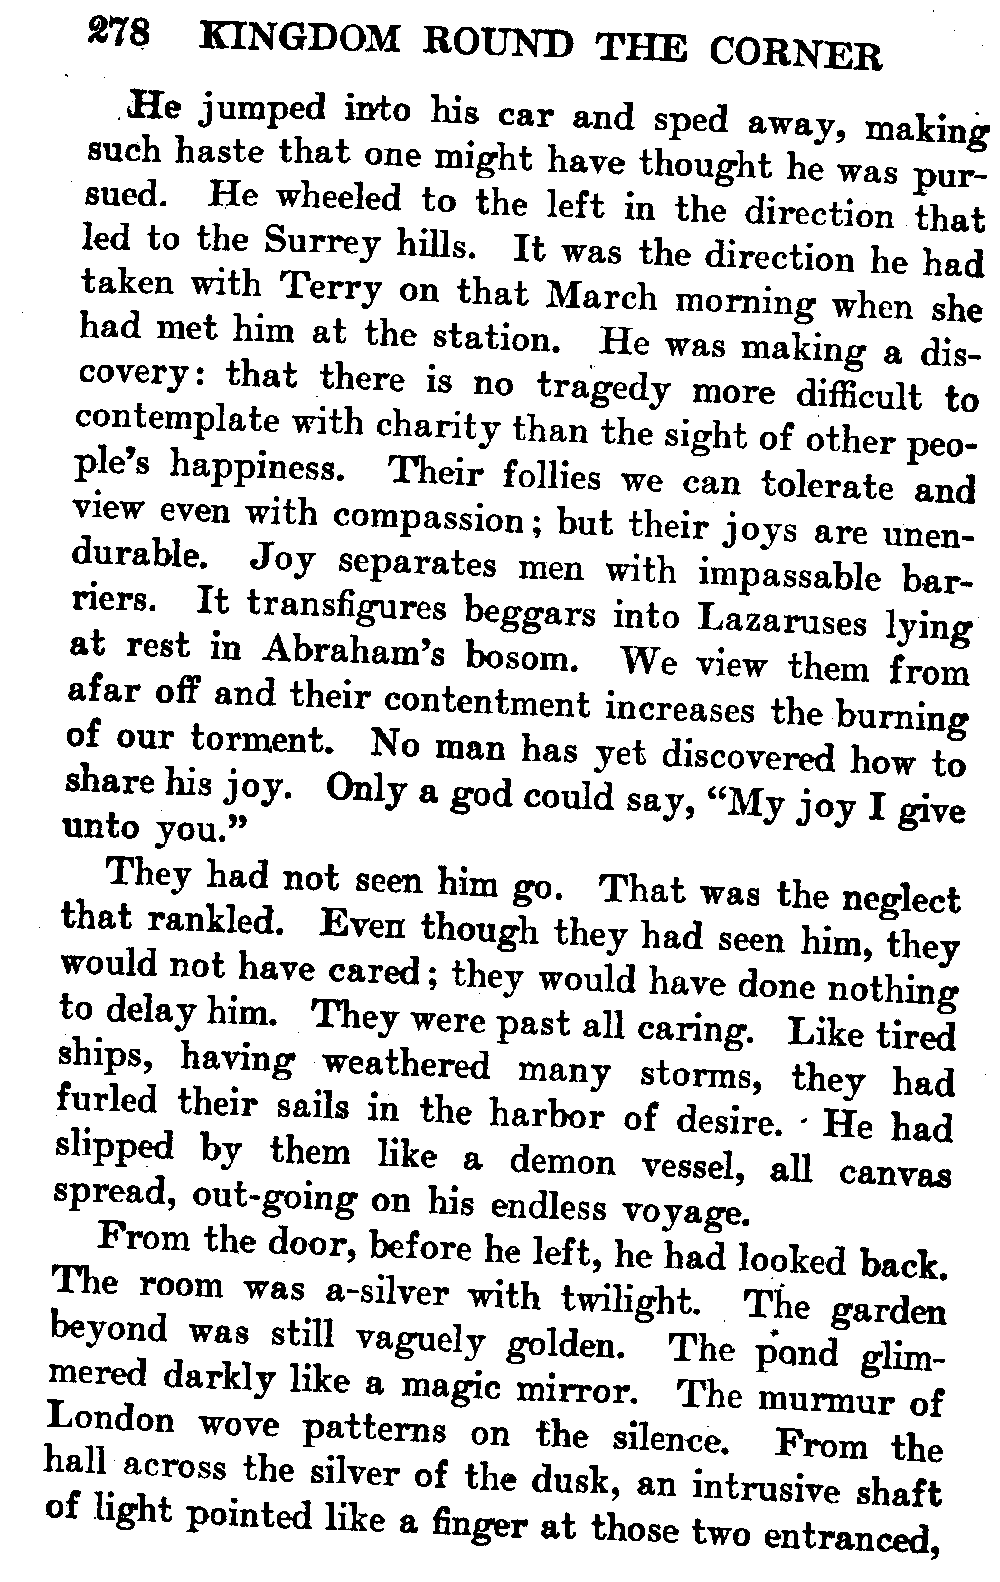 278 KINGDOM ROUND THE CORNER
He jumped into his car and sped away, making
such haste that one might have thought he was pur-
sued. He wheeled to the left in the direction that
led to the Surrey hills. It was the direction he had
taken with Terry on that March morning when she
had met him at the station. He was making a dis-
covery: that there is no tragedy more difficult to
contemplate with charity than the sight of other peo-
ple's happiness. Their follies we can tolerate and
view even with compassion; but their joys are unen-
durable. Joy separates men with impassable bar-
riers. It transfigures beggars into Lazaruses lying
at rest in Abraham's bosom. We view them from
afar off and their contentment increases the burning
of our torment. No man has yet discovered how to
share his joy. Only a god could say, “My joy I give
unto you.”
They had not seen him go. That was the neglect
that rankled. Even though they had seen him, they
would not have cared; they would have done nothing
to delay him. They were past all caring. Like tired
ships, having weathered many storms, they had
furled their sails in the harbor of desire. He had
slipped by them like a demon vessel, all canvas
spread, out-going on his endless voyage.
From the door, before he left, he had looked back.
The room was a-silver with twilight. The garden
beyond was still vaguely golden. The pond glim-
mered darkly like a magic mirror. The murmur of
London wove patterns on the silence. From the
hall across the silver of the dusk, an intrusive shaft
of light pointed like a finger at those two entranced,